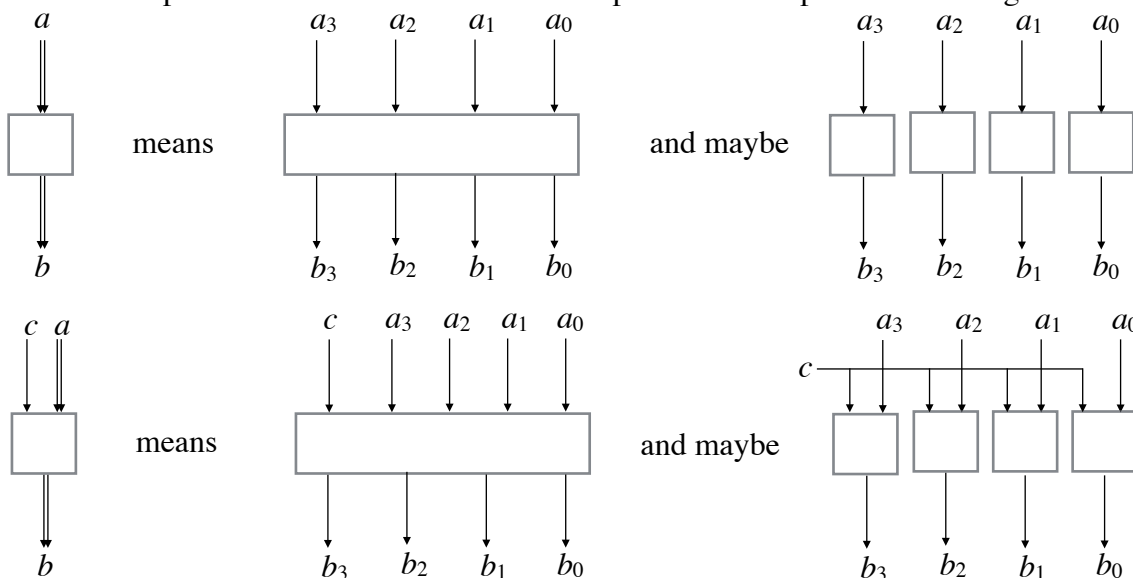 a a₃ a₂ a₁ a₀ a₃ a₂ a₁ a₀
means and maybe
b b₃ b₂ b₁ b₀ b₃ b₂ b₁ b₀
c a c a₃ a₂ a₁ a₀ a₃ a₂ a₁ a₀
c
means and maybe
b b₃ b₂ b₁ b₀ b₃ b₂ b₁ b₀